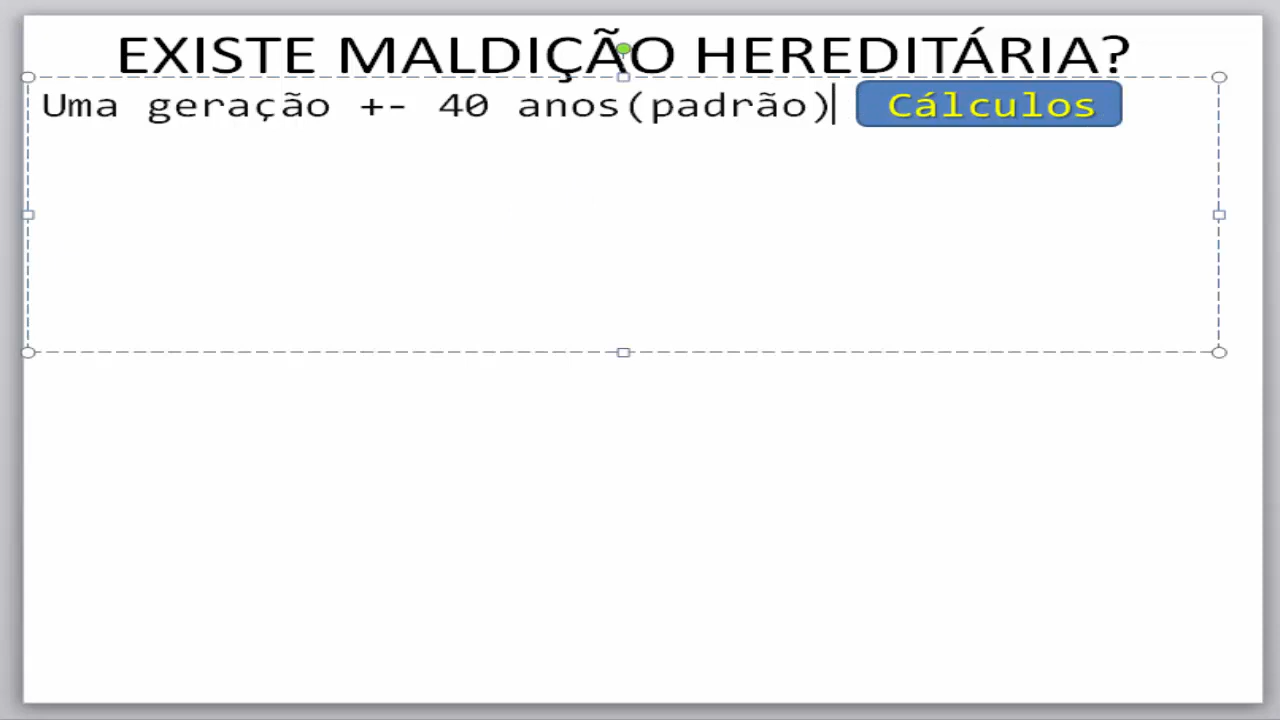 EXISTE MALDIÇÃO HEREDITÁRIA?
Uma geração +- 40 anos(padrão) Cálculos